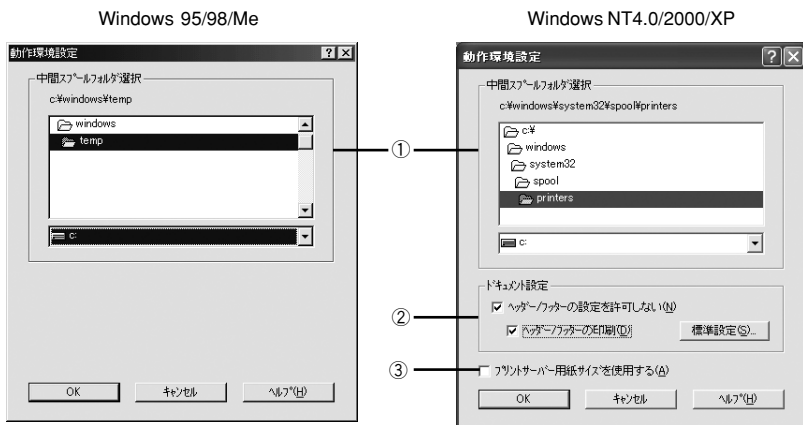 Windows 95/98/Me
動作環境設定
中間スプールフォルダ選択
c:¥windows¥temp
windows
temp
c:
OK
キャンセル
ヘルプ(H)
①
②
③
Windows NT4.0/2000/XP
動作環境設定
中間スプールフォルダ選択
c:¥windows¥system32¥spool¥printers
c:¥
windows
system32
spool
printers
c:
ドキュメント設定
ヘッダー/フッターの設定を許可しない(N)
ヘッダー/フッターの印刷(D)
標準設定(S)...
プリントサーバー用紙サイズを使用する(A)
OK
キャンセル
ヘルプ(H)